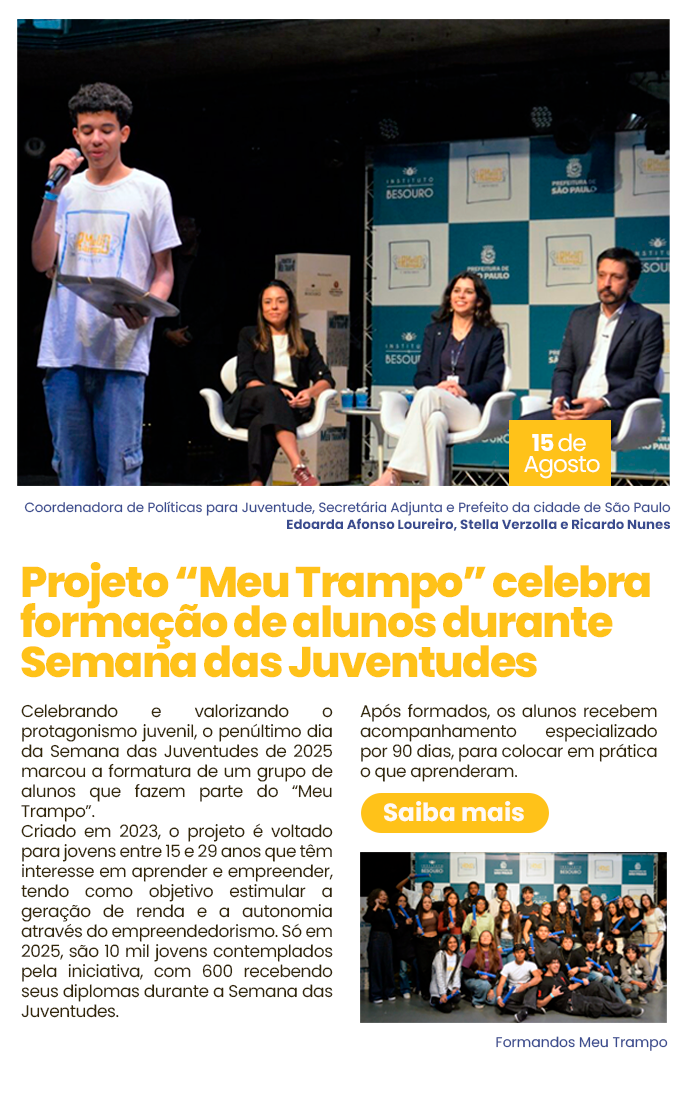 INSTITUTO
BESOURO
PREFEITURA DE
SÃO PAULO
PREFEITURA DE
SÃO PAULO
INSTITUTO
BESOURO
15 de
Agosto
Coordenadora de Políticas para Juventude, Secretária Adjunta e Prefeito da cidade de São Paulo
Edoarda Afonso Loureiro, Stella Verzolla e Ricardo Nunes
Projeto “Meu Trampo” celebra
formação de alunos durante
Semana das Juventudes
Celebrando e valorizando o
protagonismo juvenil, o penúltimo dia
da Semana das Juventudes de 2025
marcou a formatura de um grupo de
alunos que fazem parte do “Meu
Trampo”.
Criado em 2023, o projeto é voltado
para jovens entre 15 e 29 anos que têm
interesse em aprender e empreender,
tendo como objetivo estimular a
geração de renda e a autonomia
através do empreendedorismo. Só em
2025, são 10 mil jovens contemplados
pela iniciativa, com 600 recebendo
seus diplomas durante a Semana das
Juventudes.
Após formados, os alunos recebem
acompanhamento especializado
por 90 dias, para colocar em prática
o que aprenderam.
Saiba mais
Formandos Meu Trampo